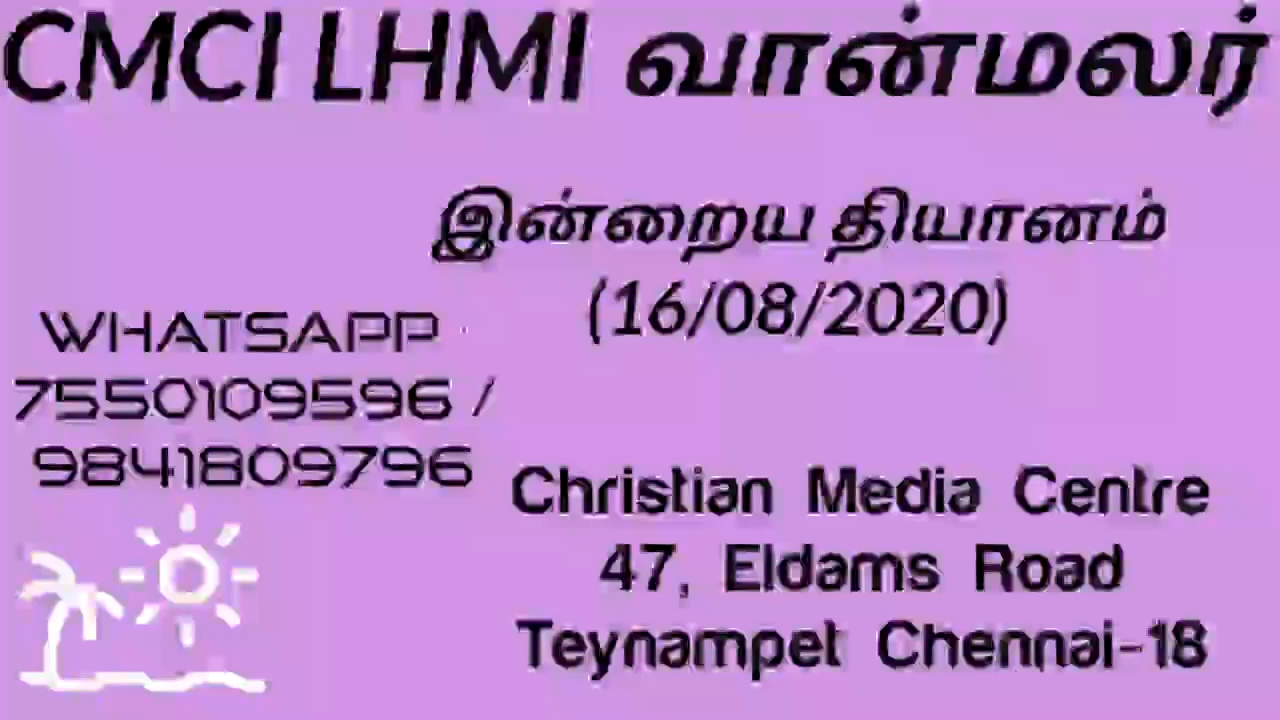 CMCI LHMI வான்மலர்
இன்றைய தியானம்
(16/08/2020)
WHATSAPP
7550109596 /
9841809796
Christian Media Centre
47, Eldams Road
Teynampet Chennai-18